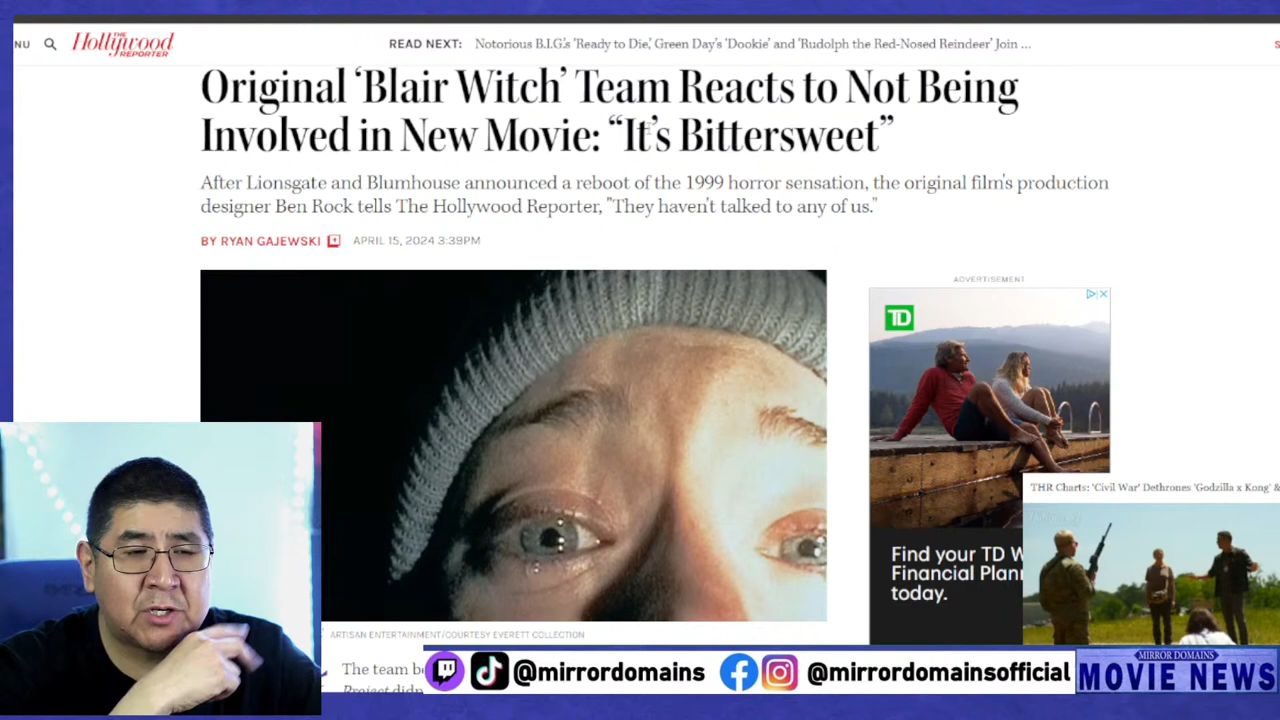 NU
THE
Hollywood
REPORTER
READ NEXT: Notorious B.I.G.'s 'Ready to Die,' Green Day's 'Dookie' and 'Rudolph the Red-Nosed Reindeer' Join ...
Original ‘Blair Witch’ Team Reacts to Not Being
Involved in New Movie: “It’s Bittersweet”
After Lionsgate and Blumhouse announced a reboot of the 1999 horror sensation, the original film's production
designer Ben Rock tells The Hollywood Reporter, "They haven't talked to any of us."
BY RYAN GAJEWSKI APRIL 15, 2024 3:39PM
ADVERTISEMENT
TD
THR Charts: 'Civil War' Dethrones 'Godzilla x Kong' &
Find your TD W
Financial Plann
today.
ARTISAN ENTERTAINMENT/COURTESY EVERETT COLLECTION
The team be
Project didn
@mirrordomains @mirrordomainsofficial
MIRROR DOMAINS
MOVIE NEWS